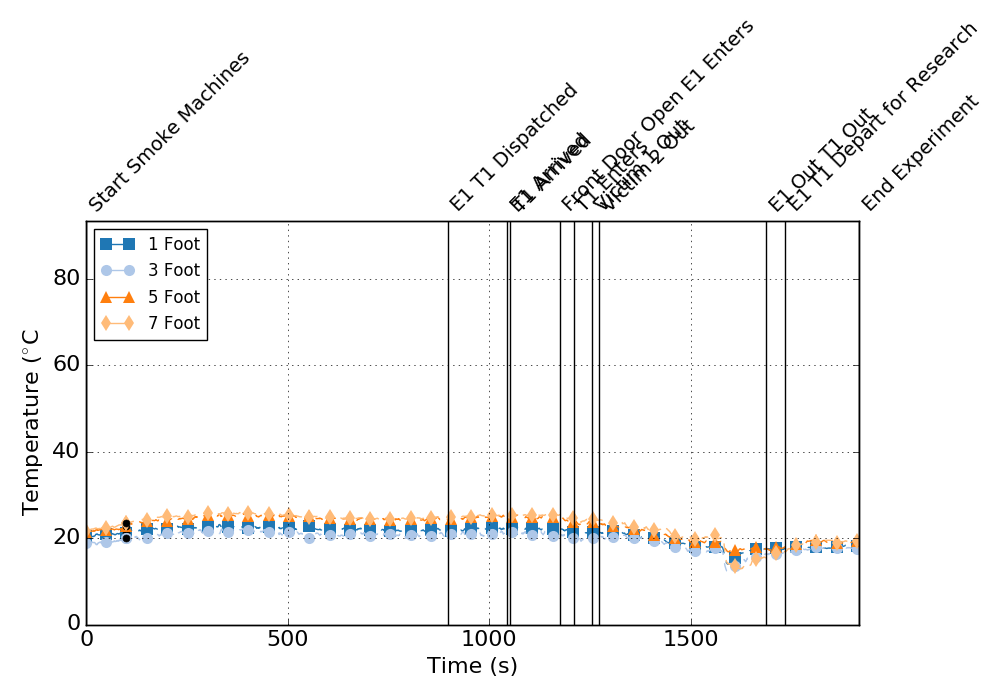 Start Smoke Machines
E1 T1 Dispatched
E1 Arrived
T1 Arrived
Front Door Open E1 Enters
T1 Enters
Victim 1 Out
Victim 2 Out
E1 Out T1 Out
E1 T1 Depart for Research
End Experiment
1 Foot
3 Foot
5 Foot
7 Foot
80
60
40
20
0
Temperature (°C
0 500 1000 1500
Time (s)